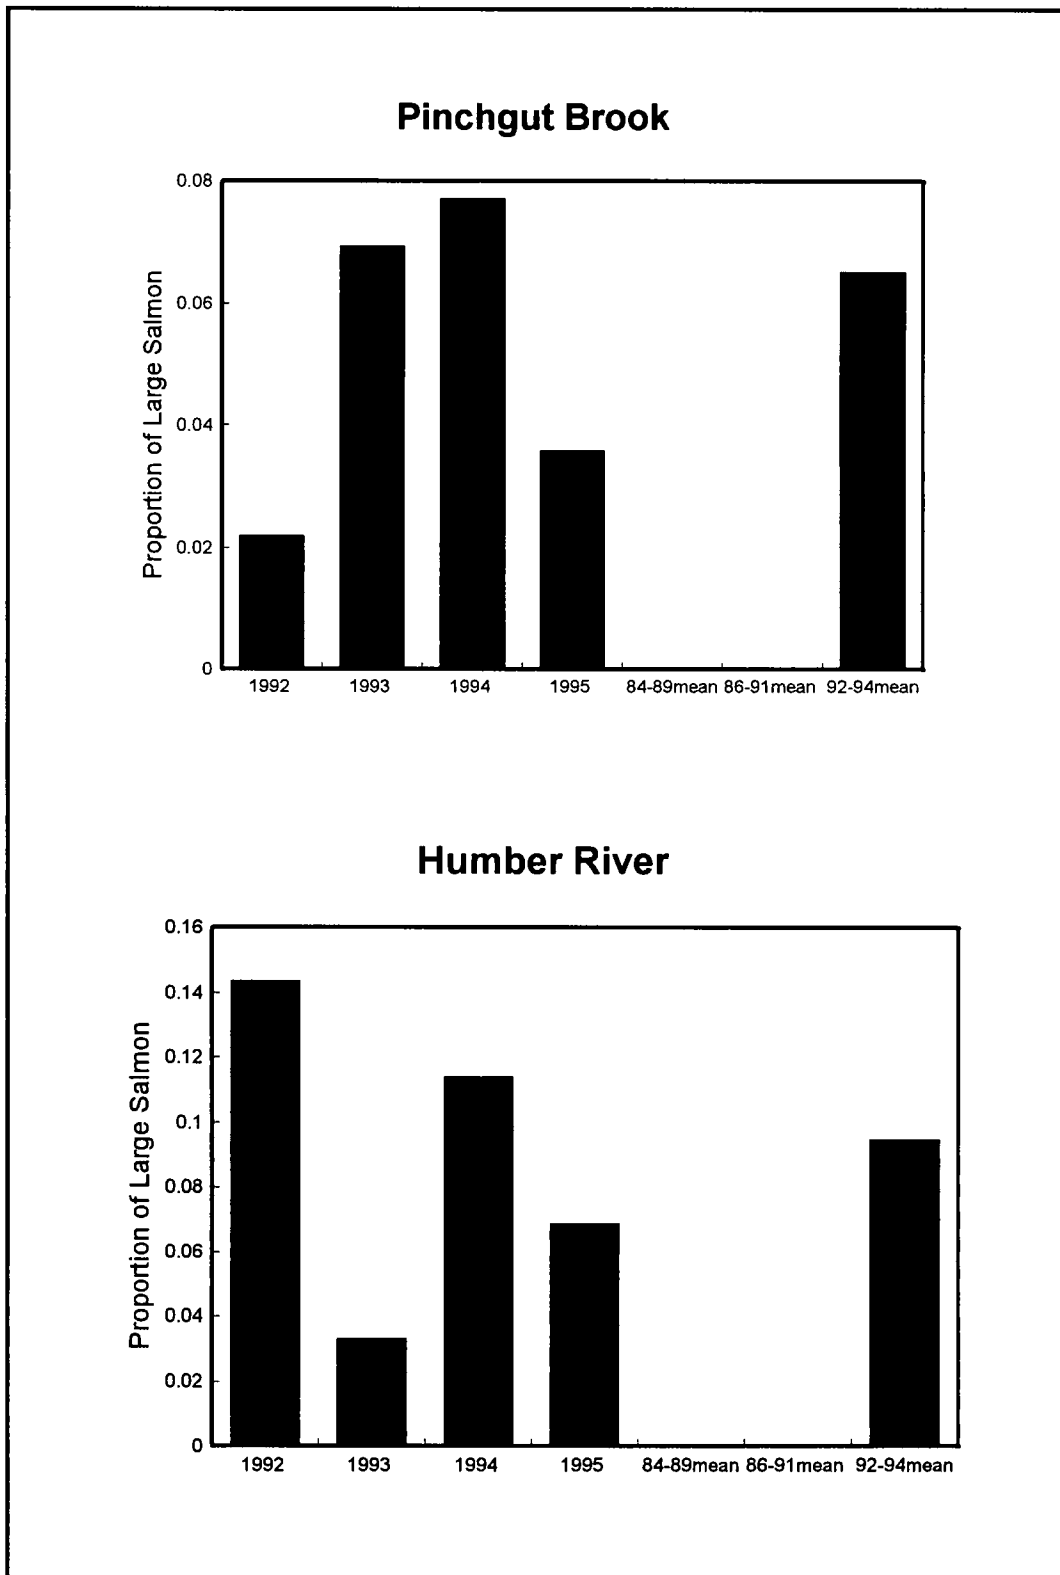 Pinchgut Brook
Proportion of Large Salmon
0.08
0.06
0.04
0.02
0
1992 1993 1994 1995 84-89mean 86-91mean 92-94mean
Humber River
Proportion of Large Salmon
0.16
0.14
0.12
0.1
0.08
0.06
0.04
0.02
0
1992 1993 1994 1995 84-89mean 86-91mean 92-94mean